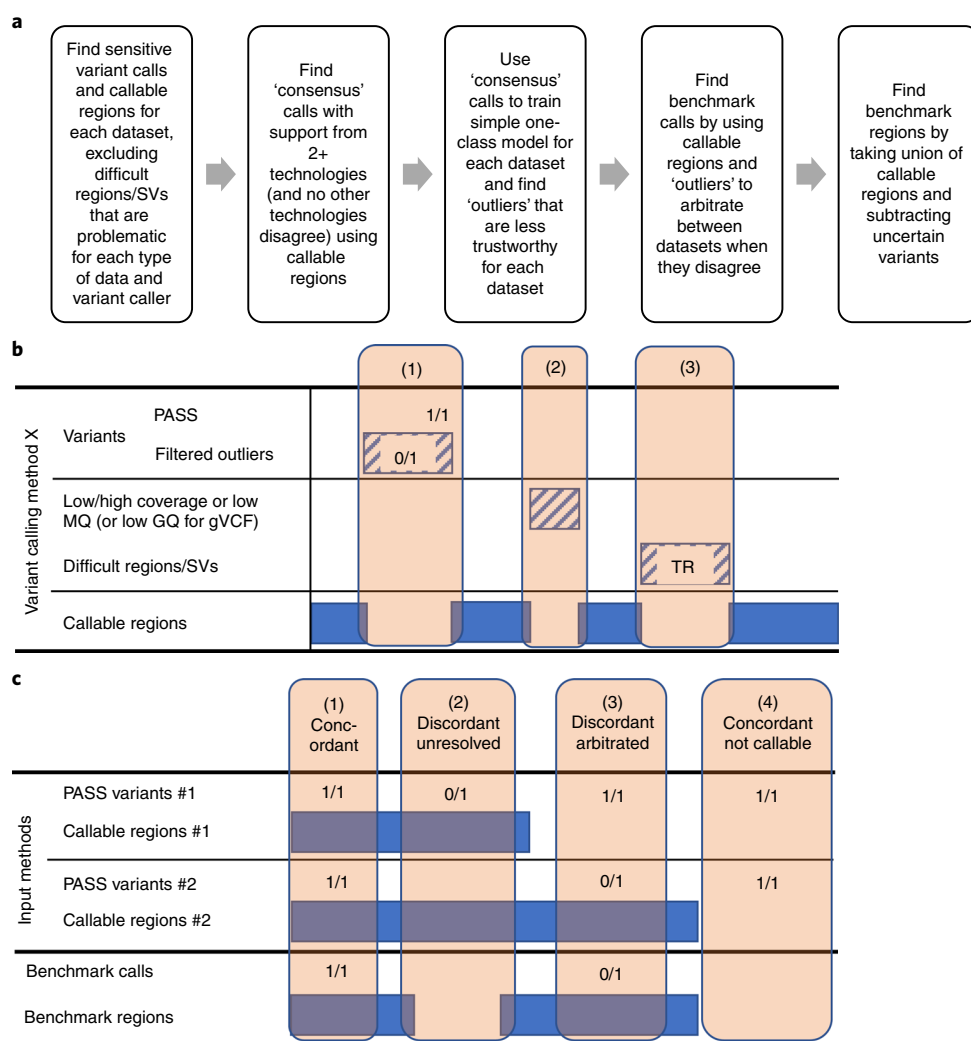 a
Find sensitive
variant calls
and callable
regions for
each dataset,
excluding
difficult
regions/SVs
that are
problematic
for each type
of data and
variant caller
Find
‘consensus’
calls with
support from
2+
technologies
(and no other
technologies
disagree) using
callable
regions
Use
‘consensus’
calls to train
simple one-
class model for
each dataset
and find
‘outliers’ that
are less
trustworthy
for each
dataset
Find
benchmark
calls by using
callable
regions and
‘outliers’ to
arbitrate
between
datasets when
they disagree
Find
benchmark
regions by
taking union of
callable
regions and
subtracting
uncertain
variants
b
(1) (2) (3)
Variant calling method X
Variants
PASS 1/1
Filtered outliers 0/1
Low/high coverage or low
MQ (or low GQ for gVCF)
Difficult regions/SVs TR
Callable regions
c
(1)
Conc-
ordant
(2)
Discordant
unresolved
(3)
Discordant
arbitrated
(4)
Concordant
not callable
Input methods
PASS variants #1 1/1 0/1 1/1 1/1
Callable regions #1
PASS variants #2 1/1 0/1 1/1
Callable regions #2
Benchmark calls 1/1 0/1
Benchmark regions